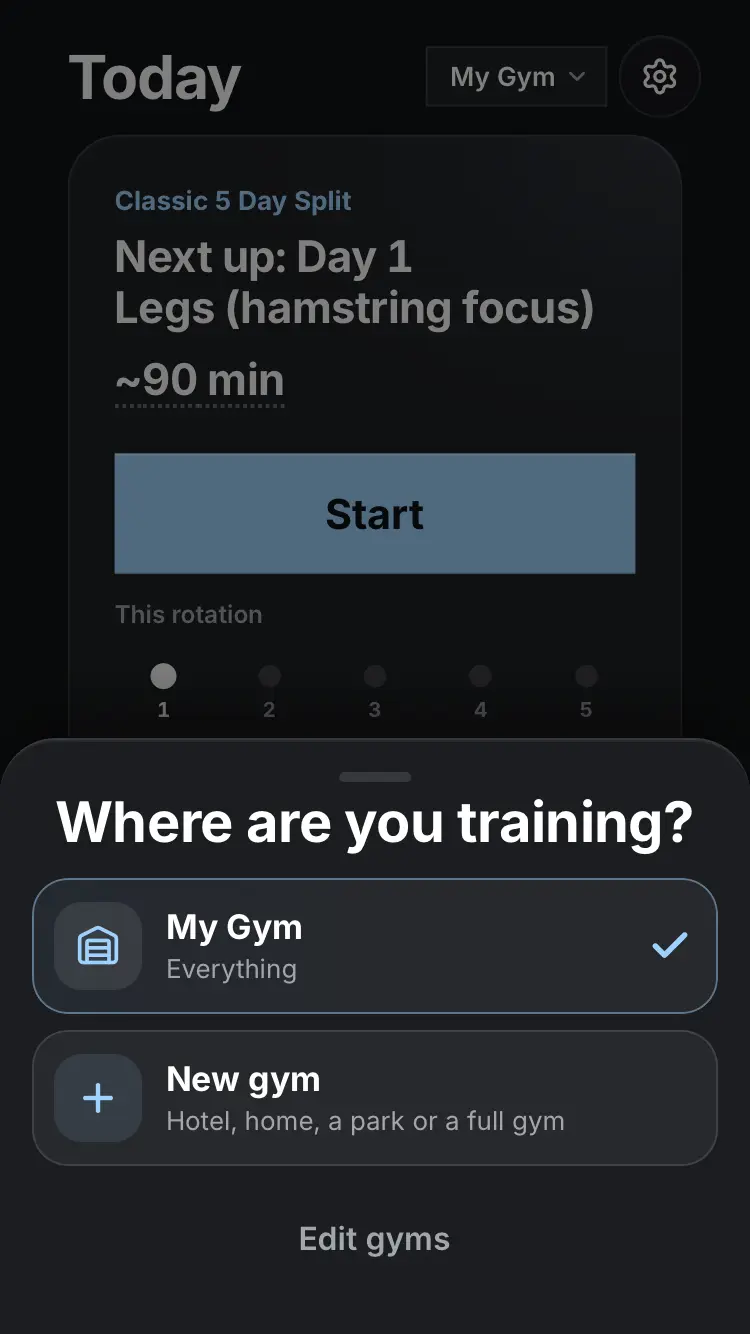 Today
My Gym
Classic 5 Day Split
Next up: Day 1
Legs (hamstring focus)
~90 min
Start
This rotation
1 2 3 4 5
Where are you training?
My Gym
Everything
New gym
Hotel, home, a park or a full gym
Edit gyms